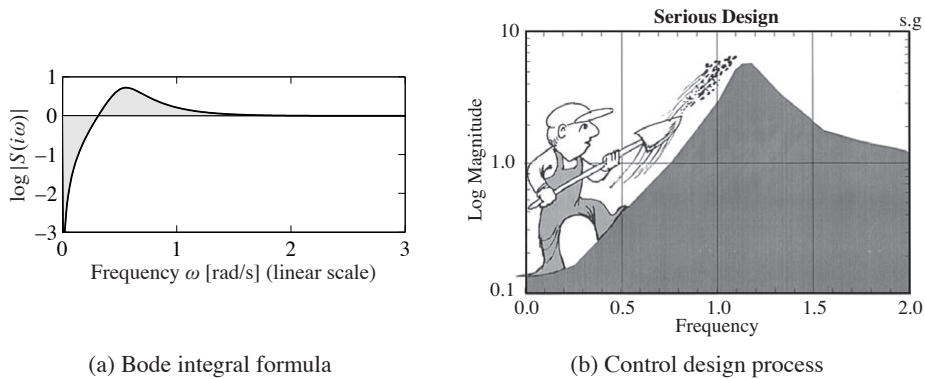 1
0
−1
−2
−3
log |S(iω)|
0
1
2
3
Frequency ω [rad/s] (linear scale)
(a) Bode integral formula
Serious Design
s.g
10
1.0
0.1
Log Magnitude
0.0
0.5
1.0
1.5
2.0
Frequency
(b) Control design process